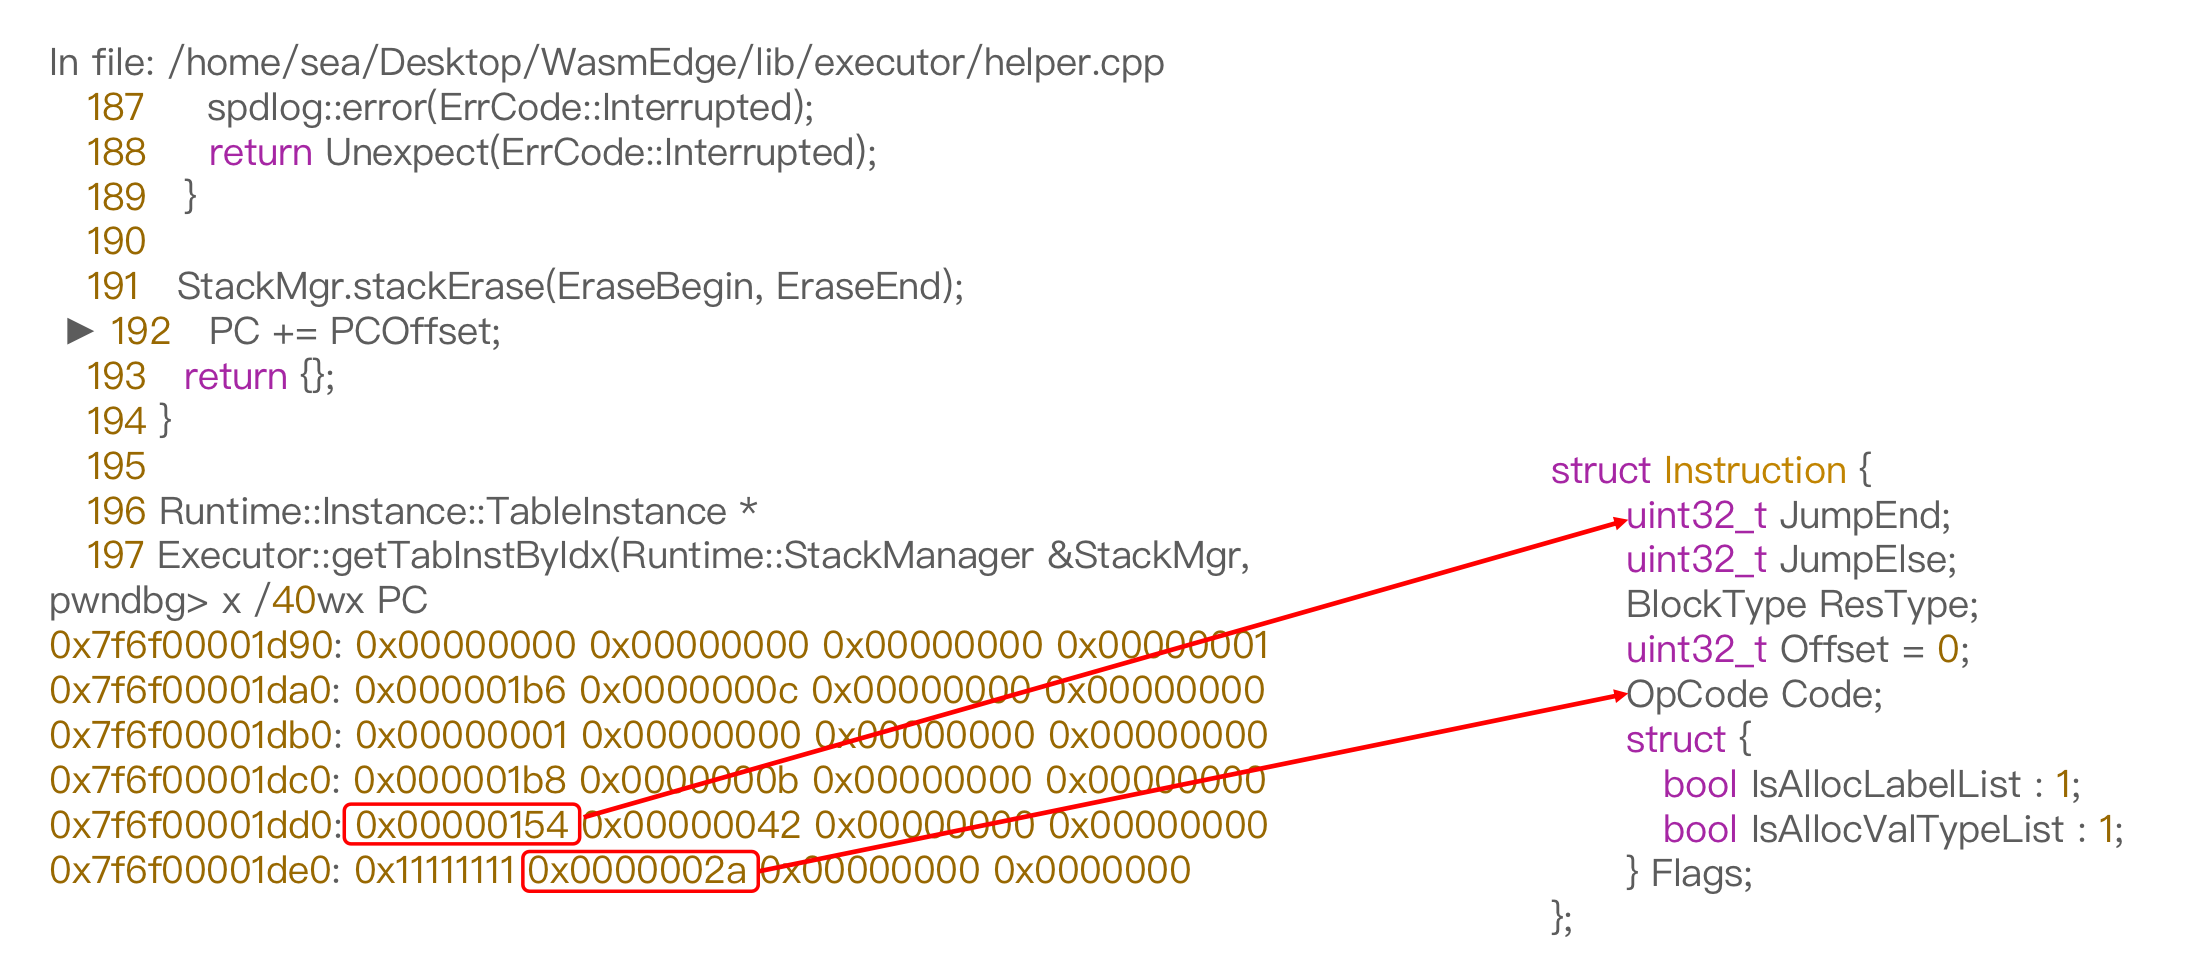 In file: /home/sea/Desktop/WasmEdge/lib/executor/helper.cpp
187 spdlog::error(ErrCode::Interrupted);
188 return Unexpect(ErrCode::Interrupted);
189 }
190
191 StackMgr.stackErase(EraseBegin, EraseEnd);
► 192 PC += PCOffset;
193 return {};
194 }
195
196 Runtime::Instance::TableInstance *
197 Executor::getTabInstByIdx(Runtime::StackManager &StackMgr,
pwndbg> x /40wx PC
0x7f6f00001d90: 0x00000000 0x00000000 0x00000000 0x00000001
0x7f6f00001da0: 0x000001b6 0x0000000c 0x00000000 0x00000000
0x7f6f00001db0: 0x00000001 0x00000000 0x00000000 0x00000000
0x7f6f00001dc0: 0x000001b8 0x0000000b 0x00000000 0x00000000
0x7f6f00001dd0: 0x00000154 0x00000042 0x00000000 0x00000000
0x7f6f00001de0: 0x11111111 0x0000002a 0x00000000 0x0000000
struct Instruction {
uint32_t JumpEnd;
uint32_t JumpElse;
BlockType ResType;
uint32_t Offset = 0;
OpCode Code;
struct {
bool IsAllocLabelList : 1;
bool IsAllocValTypeList : 1;
} Flags;
};